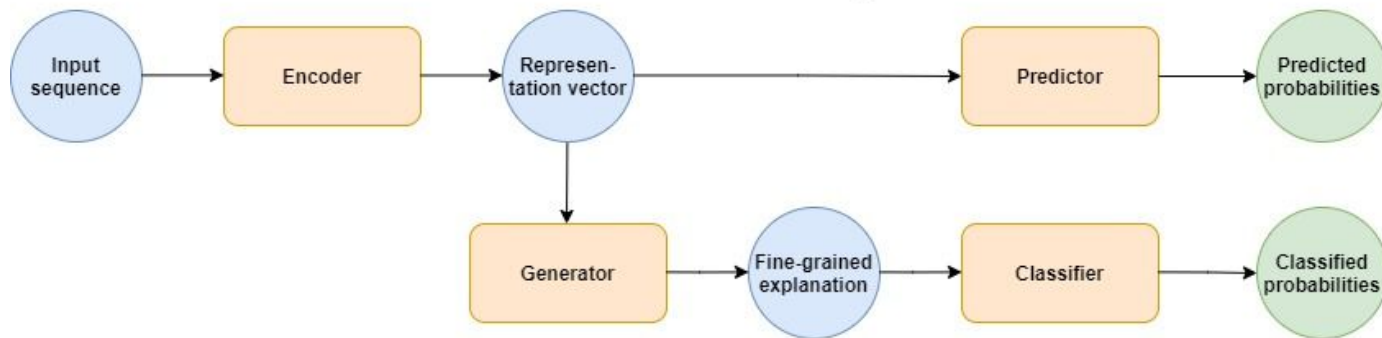 Input
sequence
Encoder
Represen-
tation vector
Predictor
Predicted
probabilities
Generator
Fine-grained
explanation
Classifier
Classified
probabilities